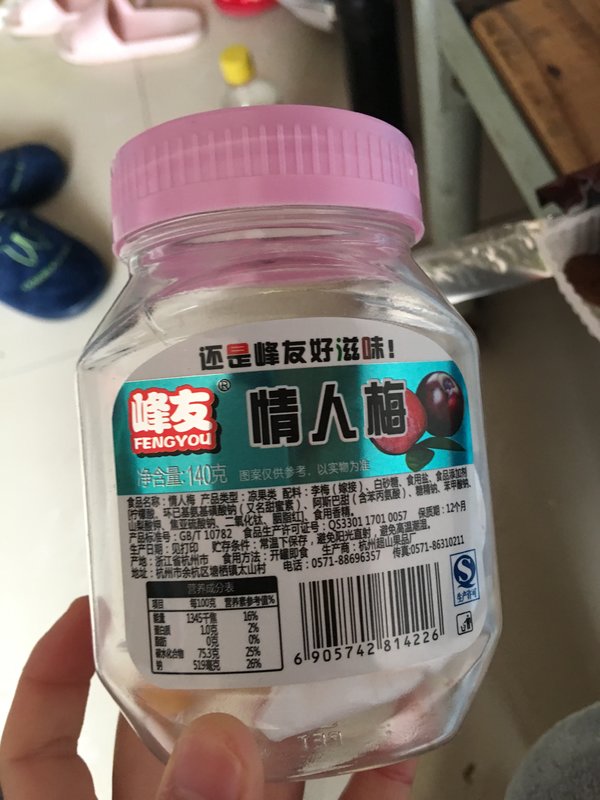 还是峰友好滋味!
峰友®
FENGYOU
情人梅
净含量:140克
图案仅供参考,以实物为准
食品名称:情人梅 产品类型:凉果类 配料:李梅(嫁接)、白砂糖、食用盐、食品添加剂
(柠檬酸、环己基氨基磺酸钠(又名甜蜜素)、阿斯巴甜(含苯丙氨酸)、糖精钠、苯甲酸钠、
山梨酸钾、焦亚硫酸钠、二氧化钛、胭脂红)、食用香精。
产品标准号:GB/T 10782 食品生产许可证号:QS3301 1701 0057 保质期:12个月
生产日期:见打印 贮存条件:常温下保存,避免阳光直射,避免高温潮湿。
产地:浙江省杭州市 食用方法:开罐即食 生产商:杭州超山果品厂
地址:杭州市余杭区塘栖镇太山村 电话:0571-88696357 传真:0571-86310211
营养成分表
项目 每100克 营养素参考值%
能量 1345千焦 16%
蛋白质 1.0克 2%
脂肪 0克 0%
碳水化合物 75.3克 25%
钠 519毫克 26%
6 905742 814226
生产许可